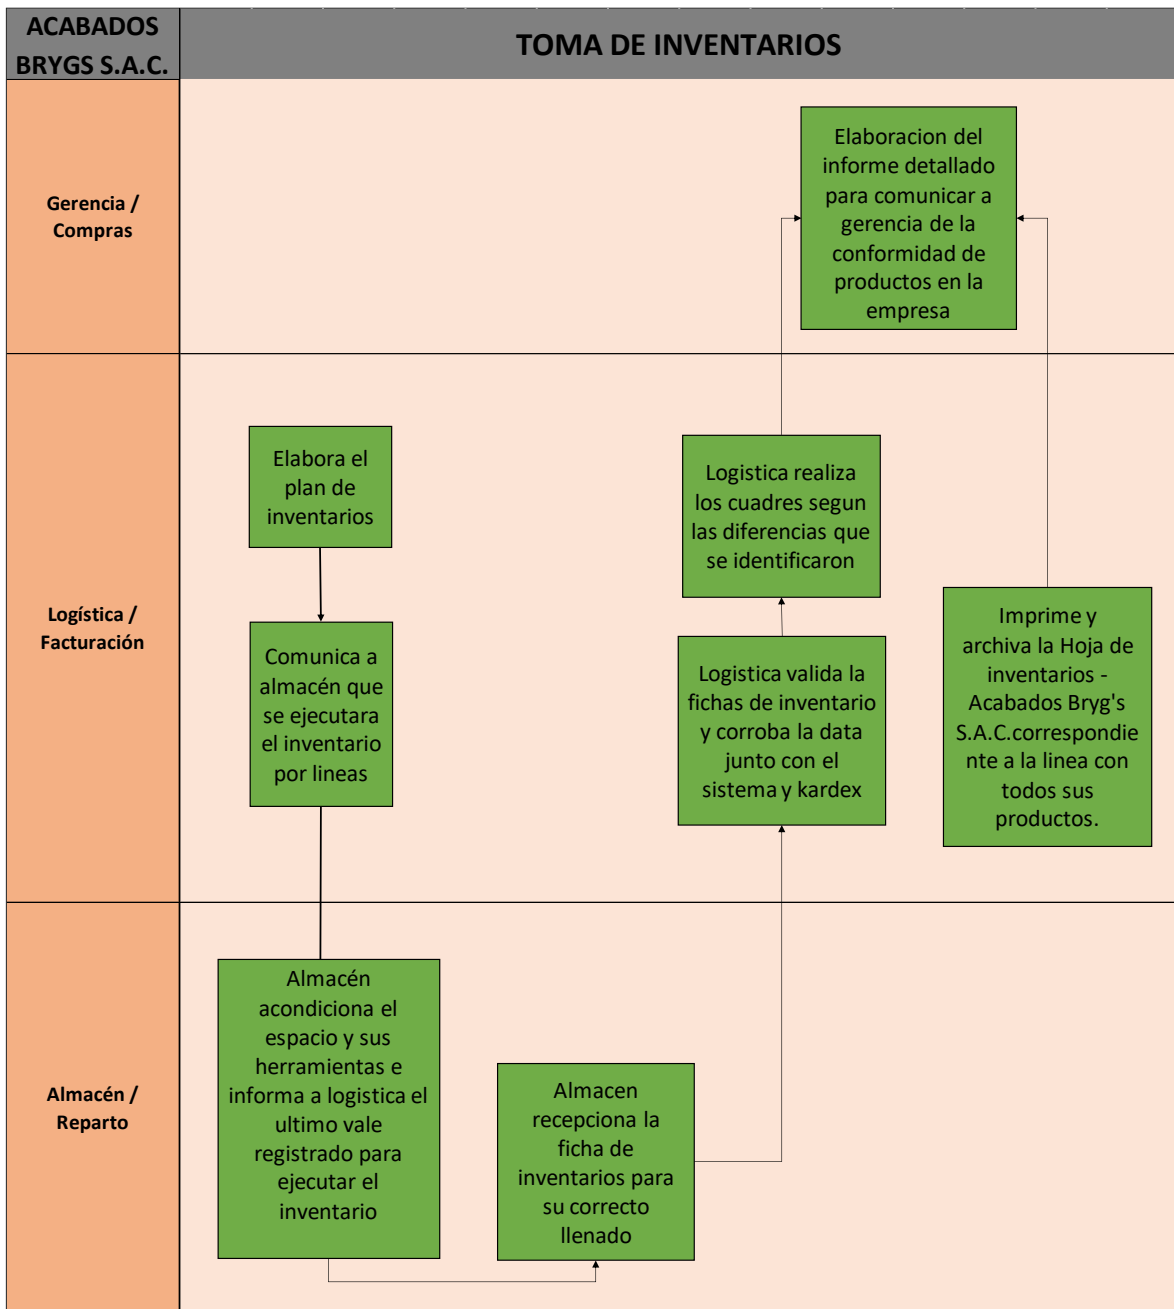 ACABADOS
BRYGS S.A.C.
TOMA DE INVENTARIOS
Gerencia /
Compras
Elaboracion del
informe detallado
para comunicar a
gerencia de la
conformidad de
productos en la
empresa
Logística /
Facturación
Elabora el
plan de
inventarios
Comunica a
almacén que
se ejecutara
el inventario
por lineas
Logistica realiza
los cuadres segun
las diferencias que
se identificaron
Logistica valida la
fichas de inventario
y corroba la data
junto con el
sistema y kardex
Imprime y
archiva la Hoja de
inventarios -
Acabados Bryg's
S.A.C.correspondie
nte a la linea con
todos sus
productos.
Almacén /
Reparto
Almacén
acondiciona el
espacio y sus
herramientas e
informa a logistica el
ultimo vale
registrado para
ejecutar el
inventario
Almacen
recepciona la
ficha de
inventarios para
su correcto
llenado